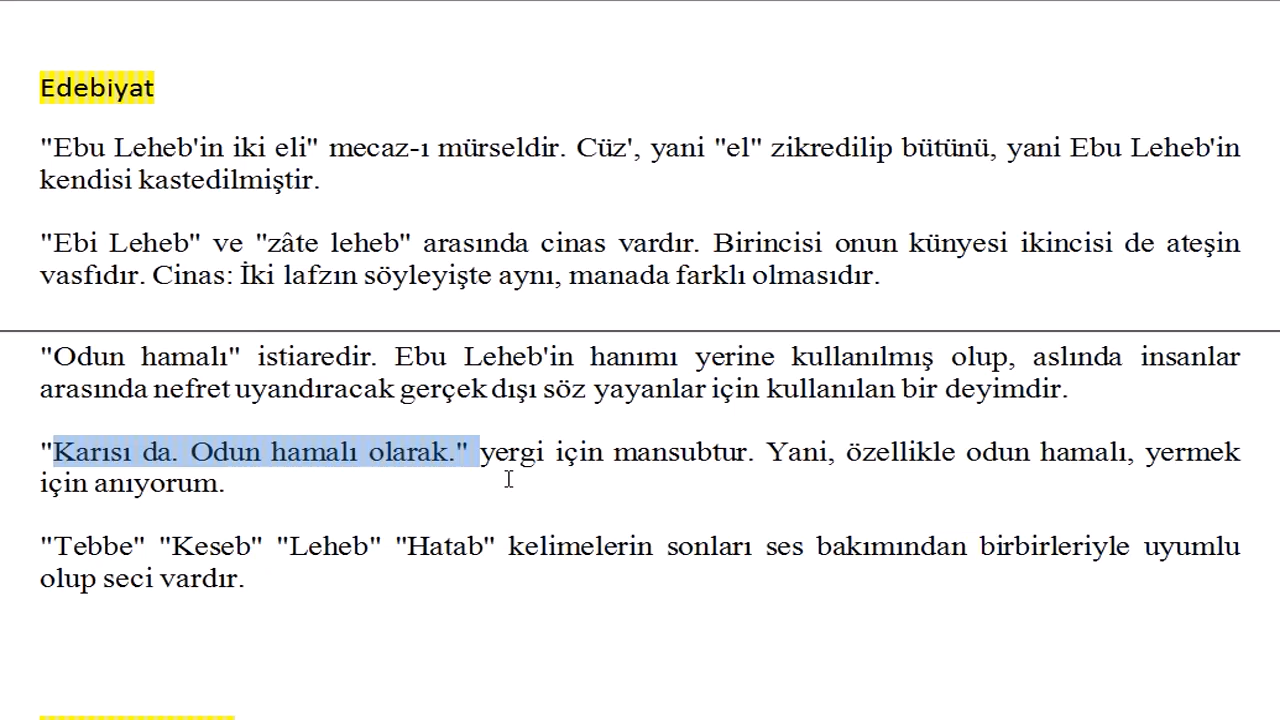 Edebiyat
"Ebu Leheb'in iki eli" mecaz-ı mürseldir. Cüz', yani "el" zikredilip bütünü, yani Ebu Leheb'in
kendisi kastedilmiştir.
"Ebi Leheb" ve "zâte leheb" arasında cinas vardır. Birincisi onun künyesi ikincisi de ateşin
vasfıdır. Cinas: İki lafzın söyleyişte aynı, manada farklı olmasıdır.
"Odun hamalı" istiaredir. Ebu Leheb'in hanımı yerine kullanılmış olup, aslında insanlar
arasında nefret uyandıracak gerçek dışı söz yayanlar için kullanılan bir deyimdir.
"Karısı da. Odun hamalı olarak." yergi için mansubtur. Yani, özellikle odun hamalı, yermek
için anıyorum.
"Tebbe" "Keseb" "Leheb" "Hatab" kelimelerin sonları ses bakımından birbirleriyle uyumlu
olup seci vardır.